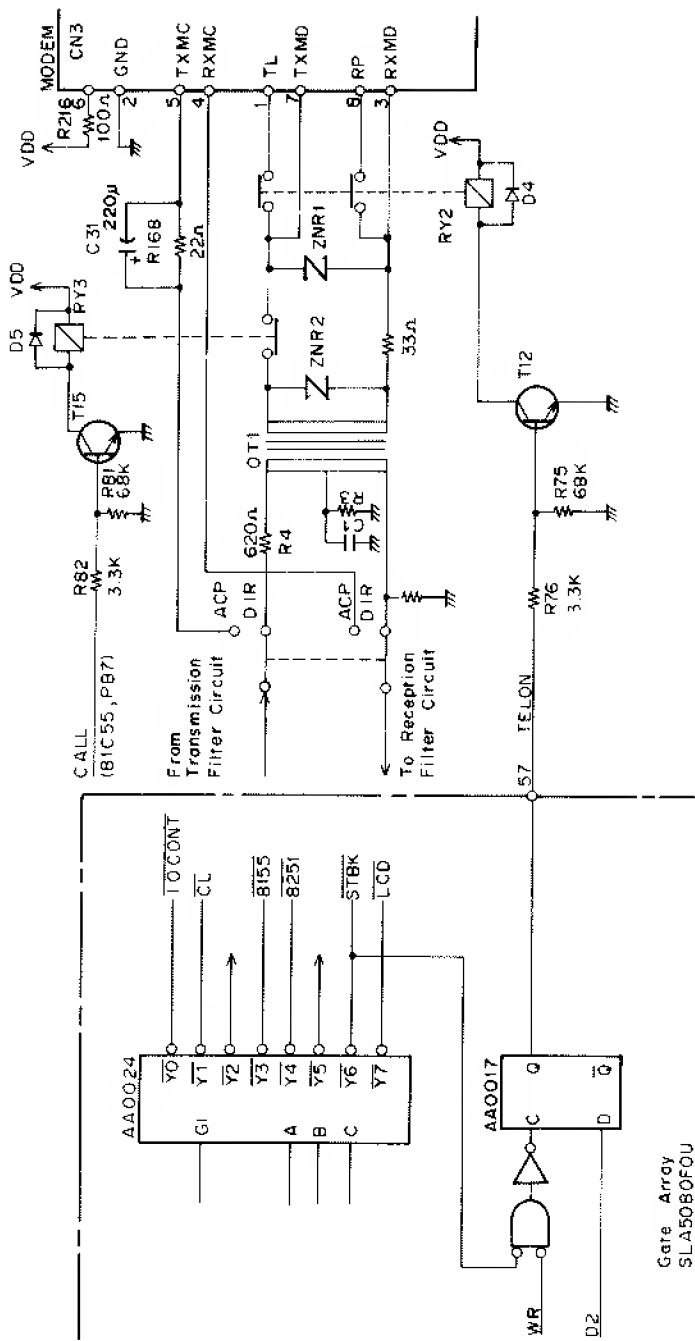 MODEM
CN3
VDD
R216
100Ω
6
GND
2
TXMC
5
RXMC
4
TL
1
TXMD
7
RP
8
RXMD
3
C31
220μ
+
R168
22Ω
VDD
D5
RY3
T15
R81
68K
R82
3.3K
CALL
(81C55, PB7)
ZNR1
ZNR2
33Ω
OT1
VDD
RY2
D4
T12
R75
68K
R76
3.3K
620Ω
R4
ACP
DIR
ACP
DIR
From
Transmission
Filter Circuit
To Reception
Filter Circuit
57
TELON
AA0024
G1
A
B
C
Y0
Y1
Y2
Y3
Y4
Y5
Y6
Y7
IOCONT
CL
8155
8251
STBK
LCD
AA0017
C
Q
D
Q
WR
D2
Gate Array
SLA5080F0U